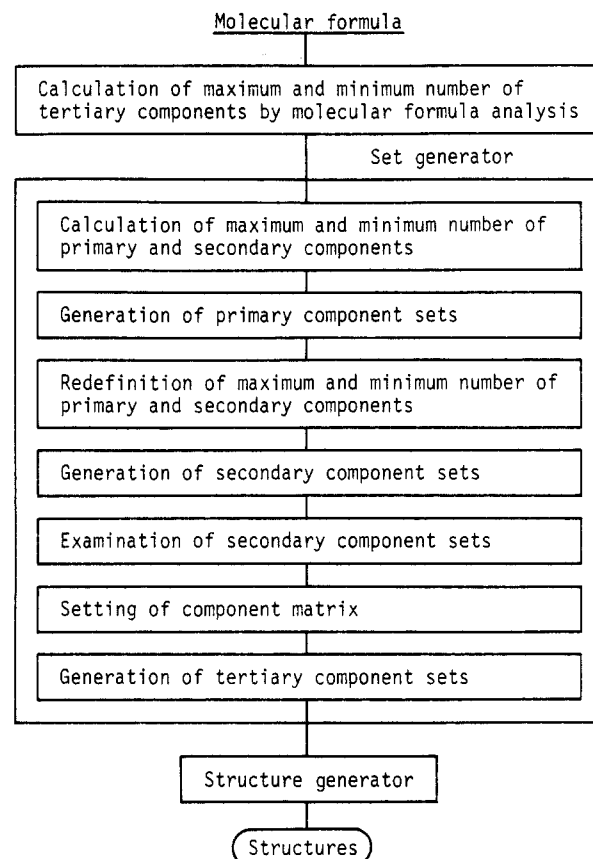 Molecular formula
Calculation of maximum and minimum number of
tertiary components by molecular formula analysis
Set generator
Calculation of maximum and minimum number of
primary and secondary components
Generation of primary component sets
Redefinition of maximum and minimum number of
primary and secondary components
Generation of secondary component sets
Examination of secondary component sets
Setting of component matrix
Generation of tertiary component sets
Structure generator
Structures